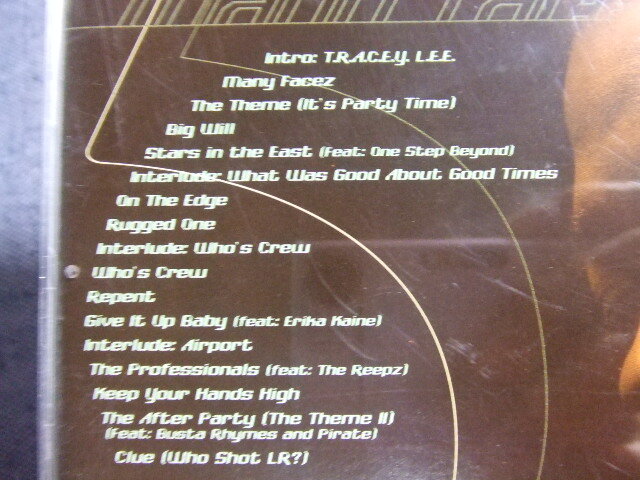 Intro: T.R.A.C.E.Y. L.E.E.
Many Facez
The Theme (It's Party Time)
Big Will
Stars in the East (feat: One Step Beyond)
Interlude: What Was Good About Good Times
On The Edge
Rugged One
Interlude: Who's Crew
Who's Crew
Repent
Give It Up Baby (feat: Erika Kaine)
Interlude: Airport
The Professionals (feat: The Reepz)
Keep Your Hands High
The After Party (The Theme II)
(feat: Busta Rhymes and Pirate)
Clue (Who Shot LR?)